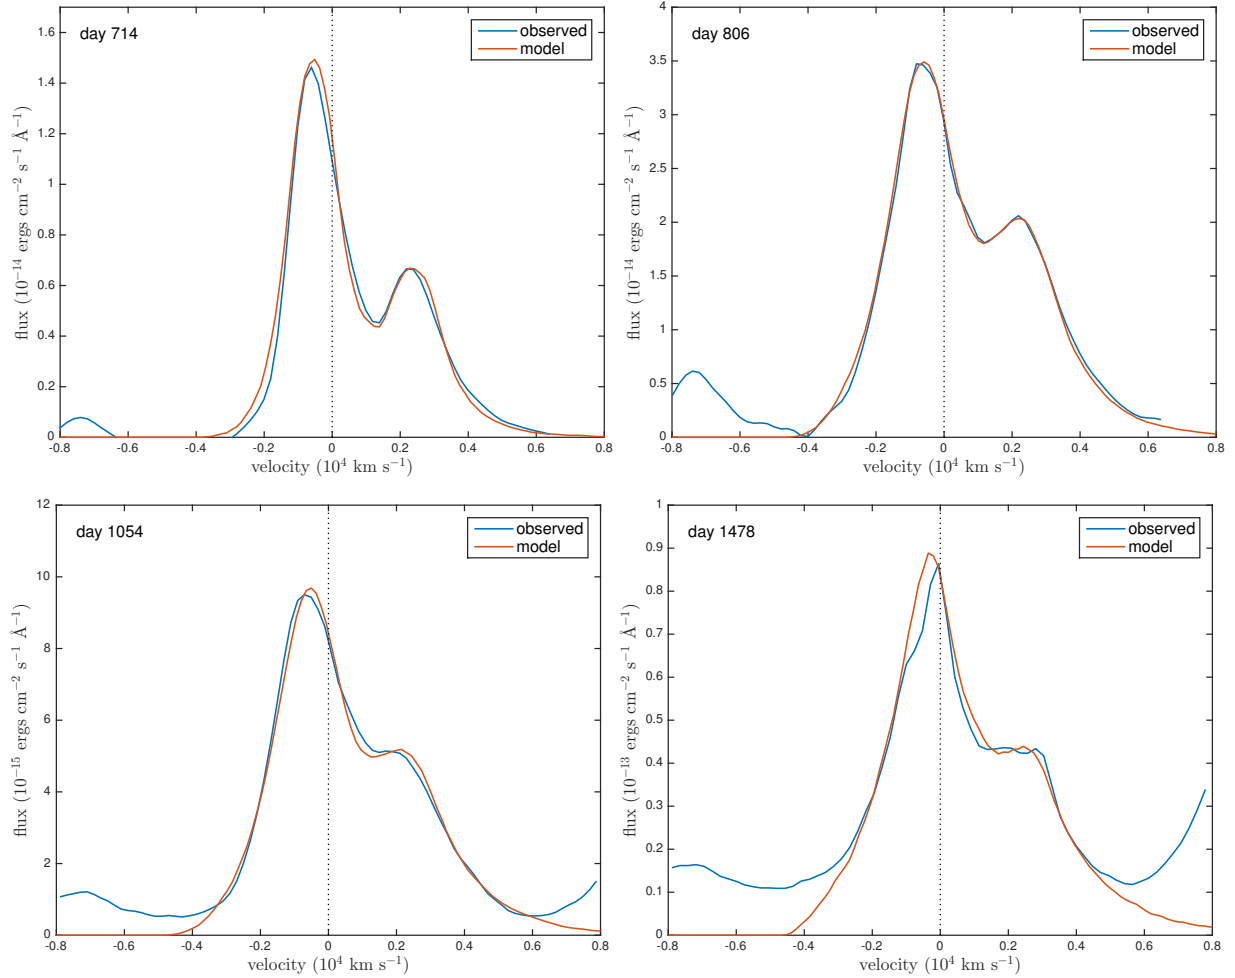 day 714
observed
model
1.6
1.4
1.2
1
0.8
0.6
0.4
0.2
0
-0.8 -0.6 -0.4 -0.2 0 0.2 0.4 0.6 0.8
flux (10⁻¹⁴ ergs cm⁻² s⁻¹ Å⁻¹)
velocity (10⁴ km s⁻¹)
day 806
observed
model
4
3.5
3
2.5
2
1.5
1
0.5
0
-0.8 -0.6 -0.4 -0.2 0 0.2 0.4 0.6 0.8
flux (10⁻¹⁴ ergs cm⁻² s⁻¹ Å⁻¹)
velocity (10⁴ km s⁻¹)
day 1054
observed
model
12
10
8
6
4
2
0
-0.8 -0.6 -0.4 -0.2 0 0.2 0.4 0.6 0.8
flux (10⁻¹⁵ ergs cm⁻² s⁻¹ Å⁻¹)
velocity (10⁴ km s⁻¹)
day 1478
observed
model
1
0.9
0.8
0.7
0.6
0.5
0.4
0.3
0.2
0.1
0
-0.8 -0.6 -0.4 -0.2 0 0.2 0.4 0.6 0.8
flux (10⁻¹³ ergs cm⁻² s⁻¹ Å⁻¹)
velocity (10⁴ km s⁻¹)